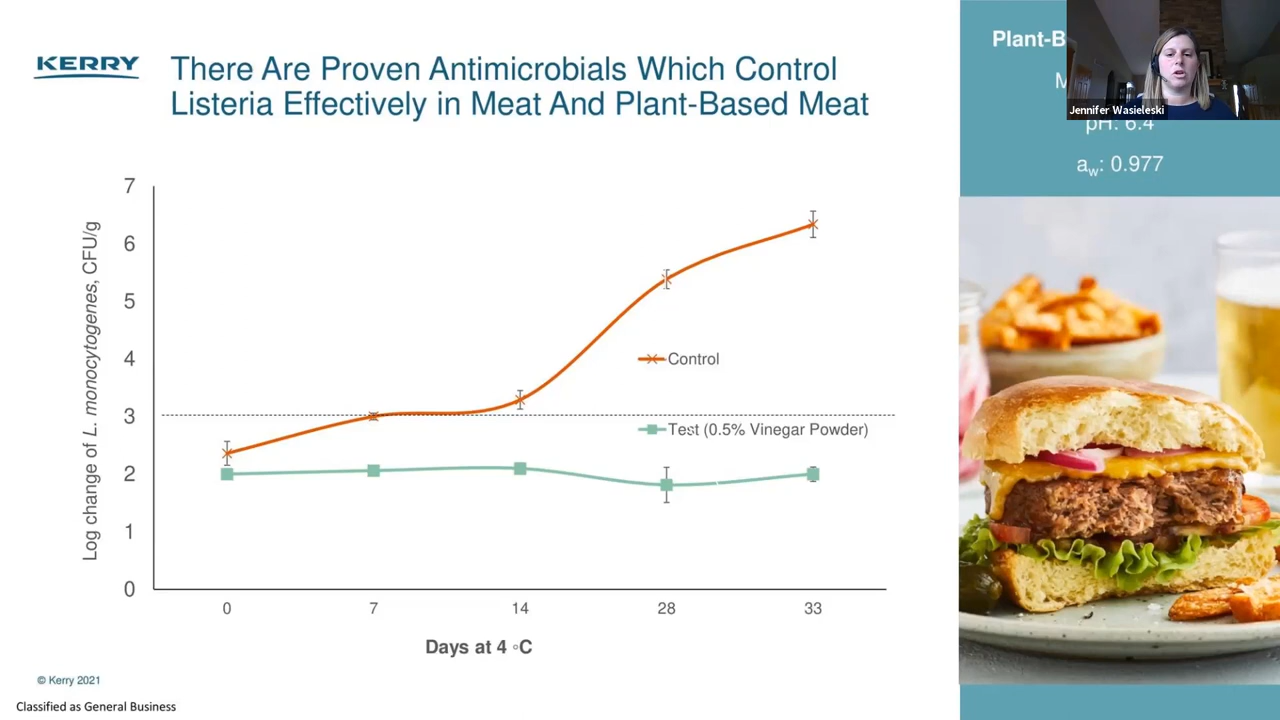 KERRY
There Are Proven Antimicrobials Which Control
Listeria Effectively in Meat And Plant-Based Meat
Plant-B
M
Jennifer Wasieleski
pH: 6.4
aw: 0.977
Log change of L. monocytogenes, CFU/g
7
6
5
4
3
2
1
0
Control
Test (0.5% Vinegar Powder)
0 7 14 28 33
Days at 4 ◦C
© Kerry 2021
Classified as General Business